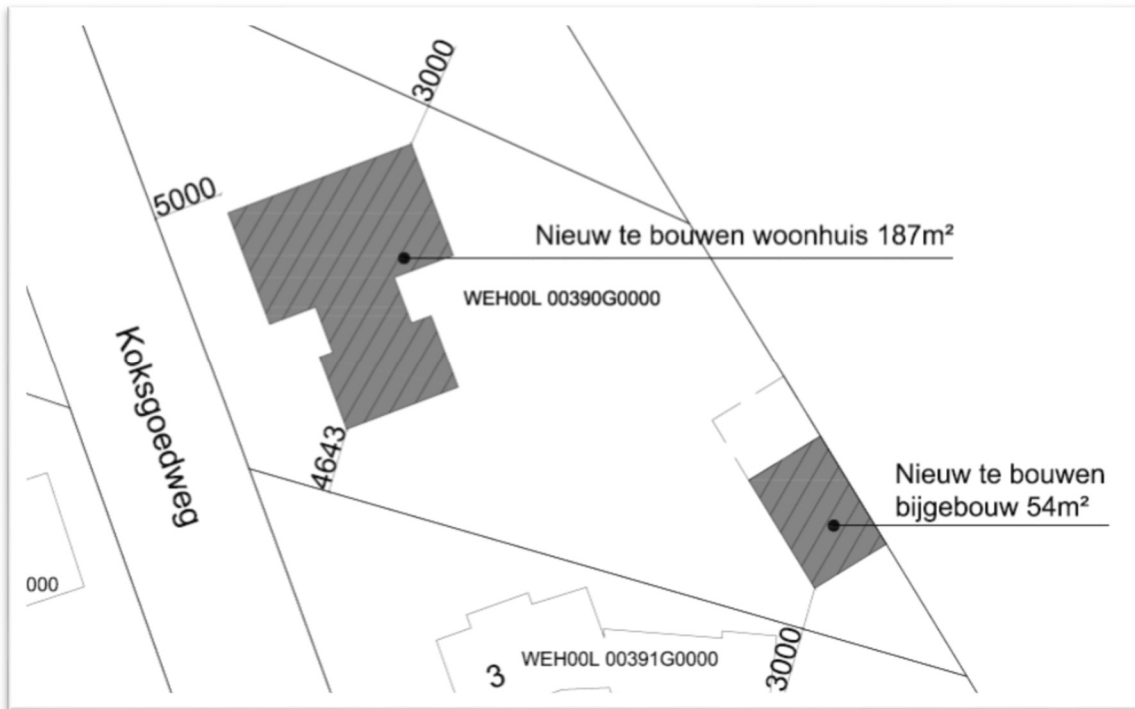 3000
5000
Nieuw te bouwen woonhuis 187m²
WEH00L 00390G0000
Koksgoedweg
4643
Nieuw te bouwen
bijgebouw 54m²
000
3 WEH00L 00391G0000
3000